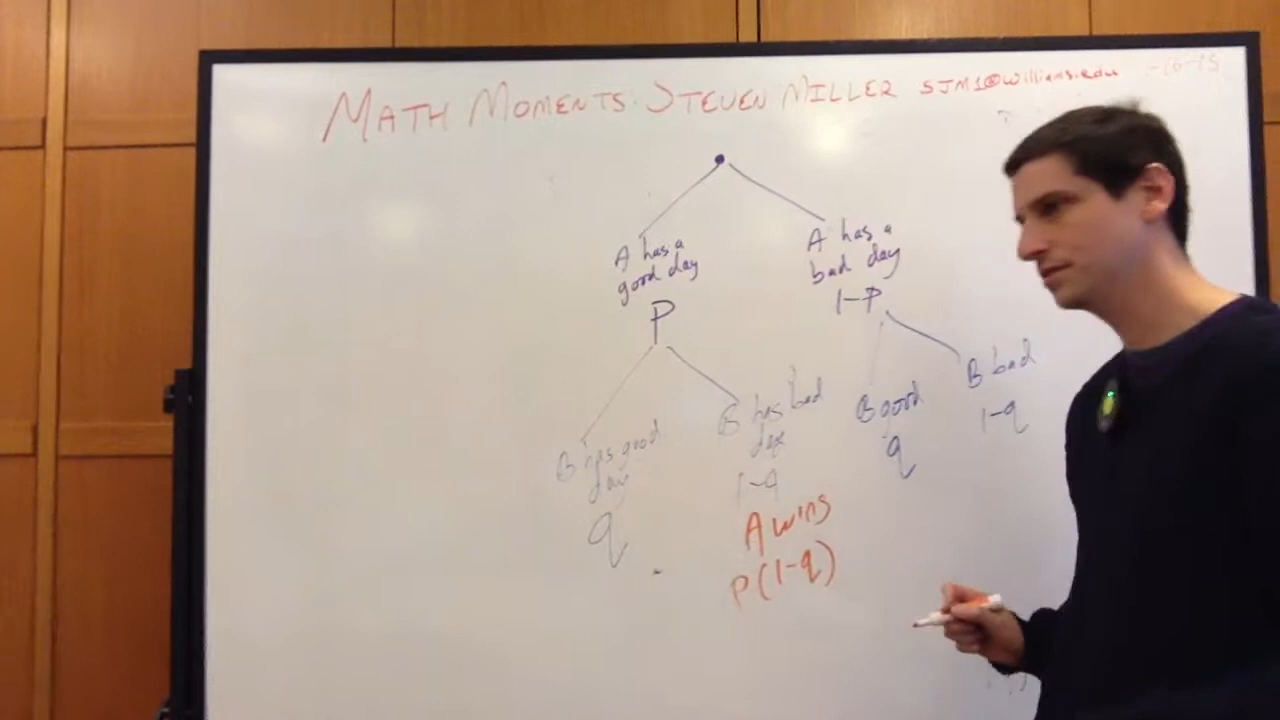 MATH MOMENTS: STEVEN MILLER SJM1@williams.edu
A has a
good day
P
A has a
bad day
1-P
B has good
day
q
B has bad
day
1-q
A wins
P(1-q)
B good
q
B bad
1-q